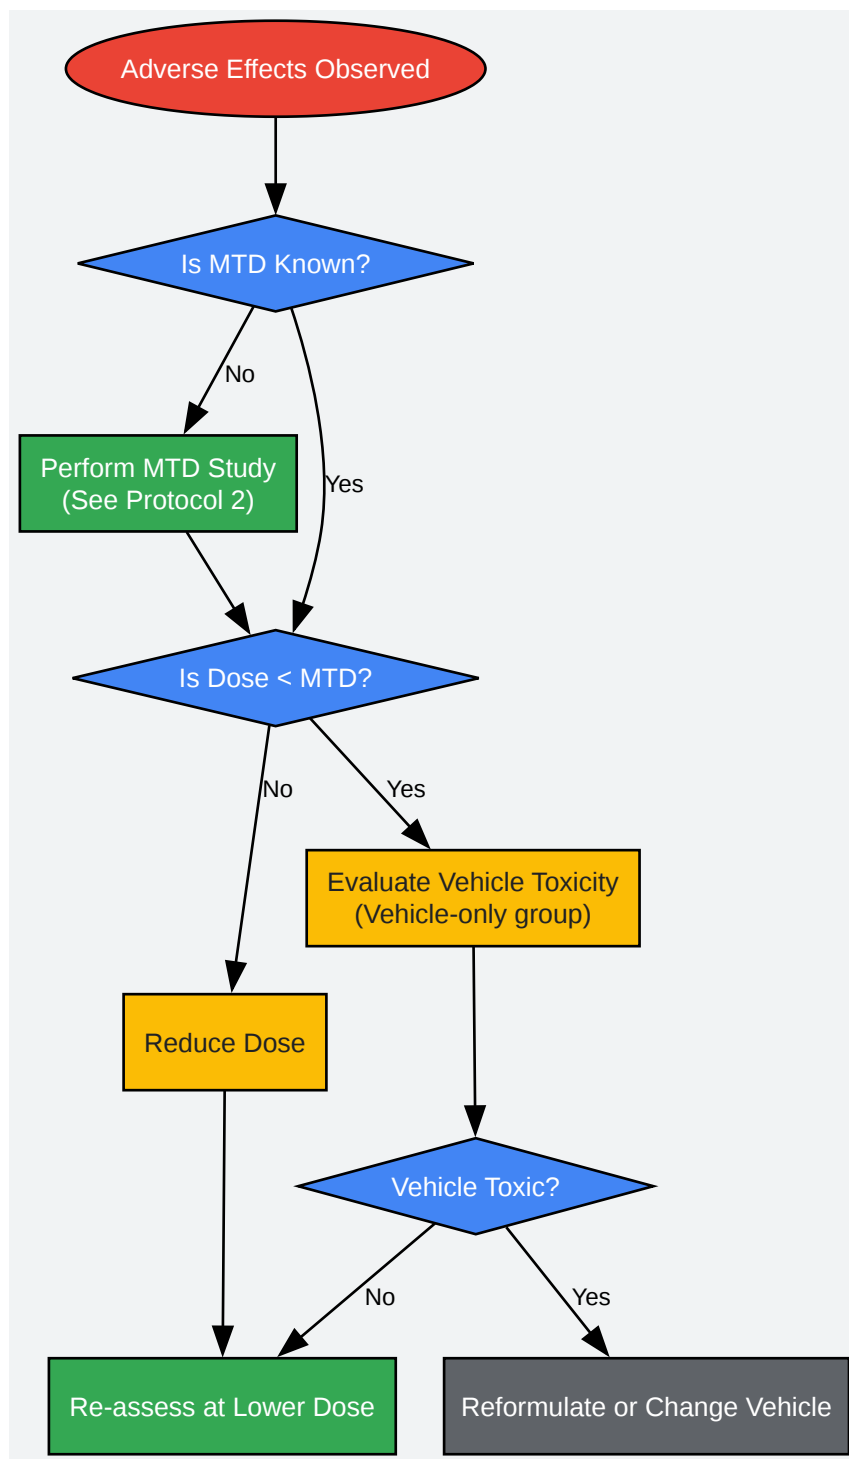 Adverse Effects Observed
Is MTD Known?
No
Perform MTD Study
(See Protocol 2)
Yes
Is Dose < MTD?
No
Yes
Evaluate Vehicle Toxicity
(Vehicle-only group)
Reduce Dose
Vehicle Toxic?
No
Yes
Re-assess at Lower Dose
Reformulate or Change Vehicle